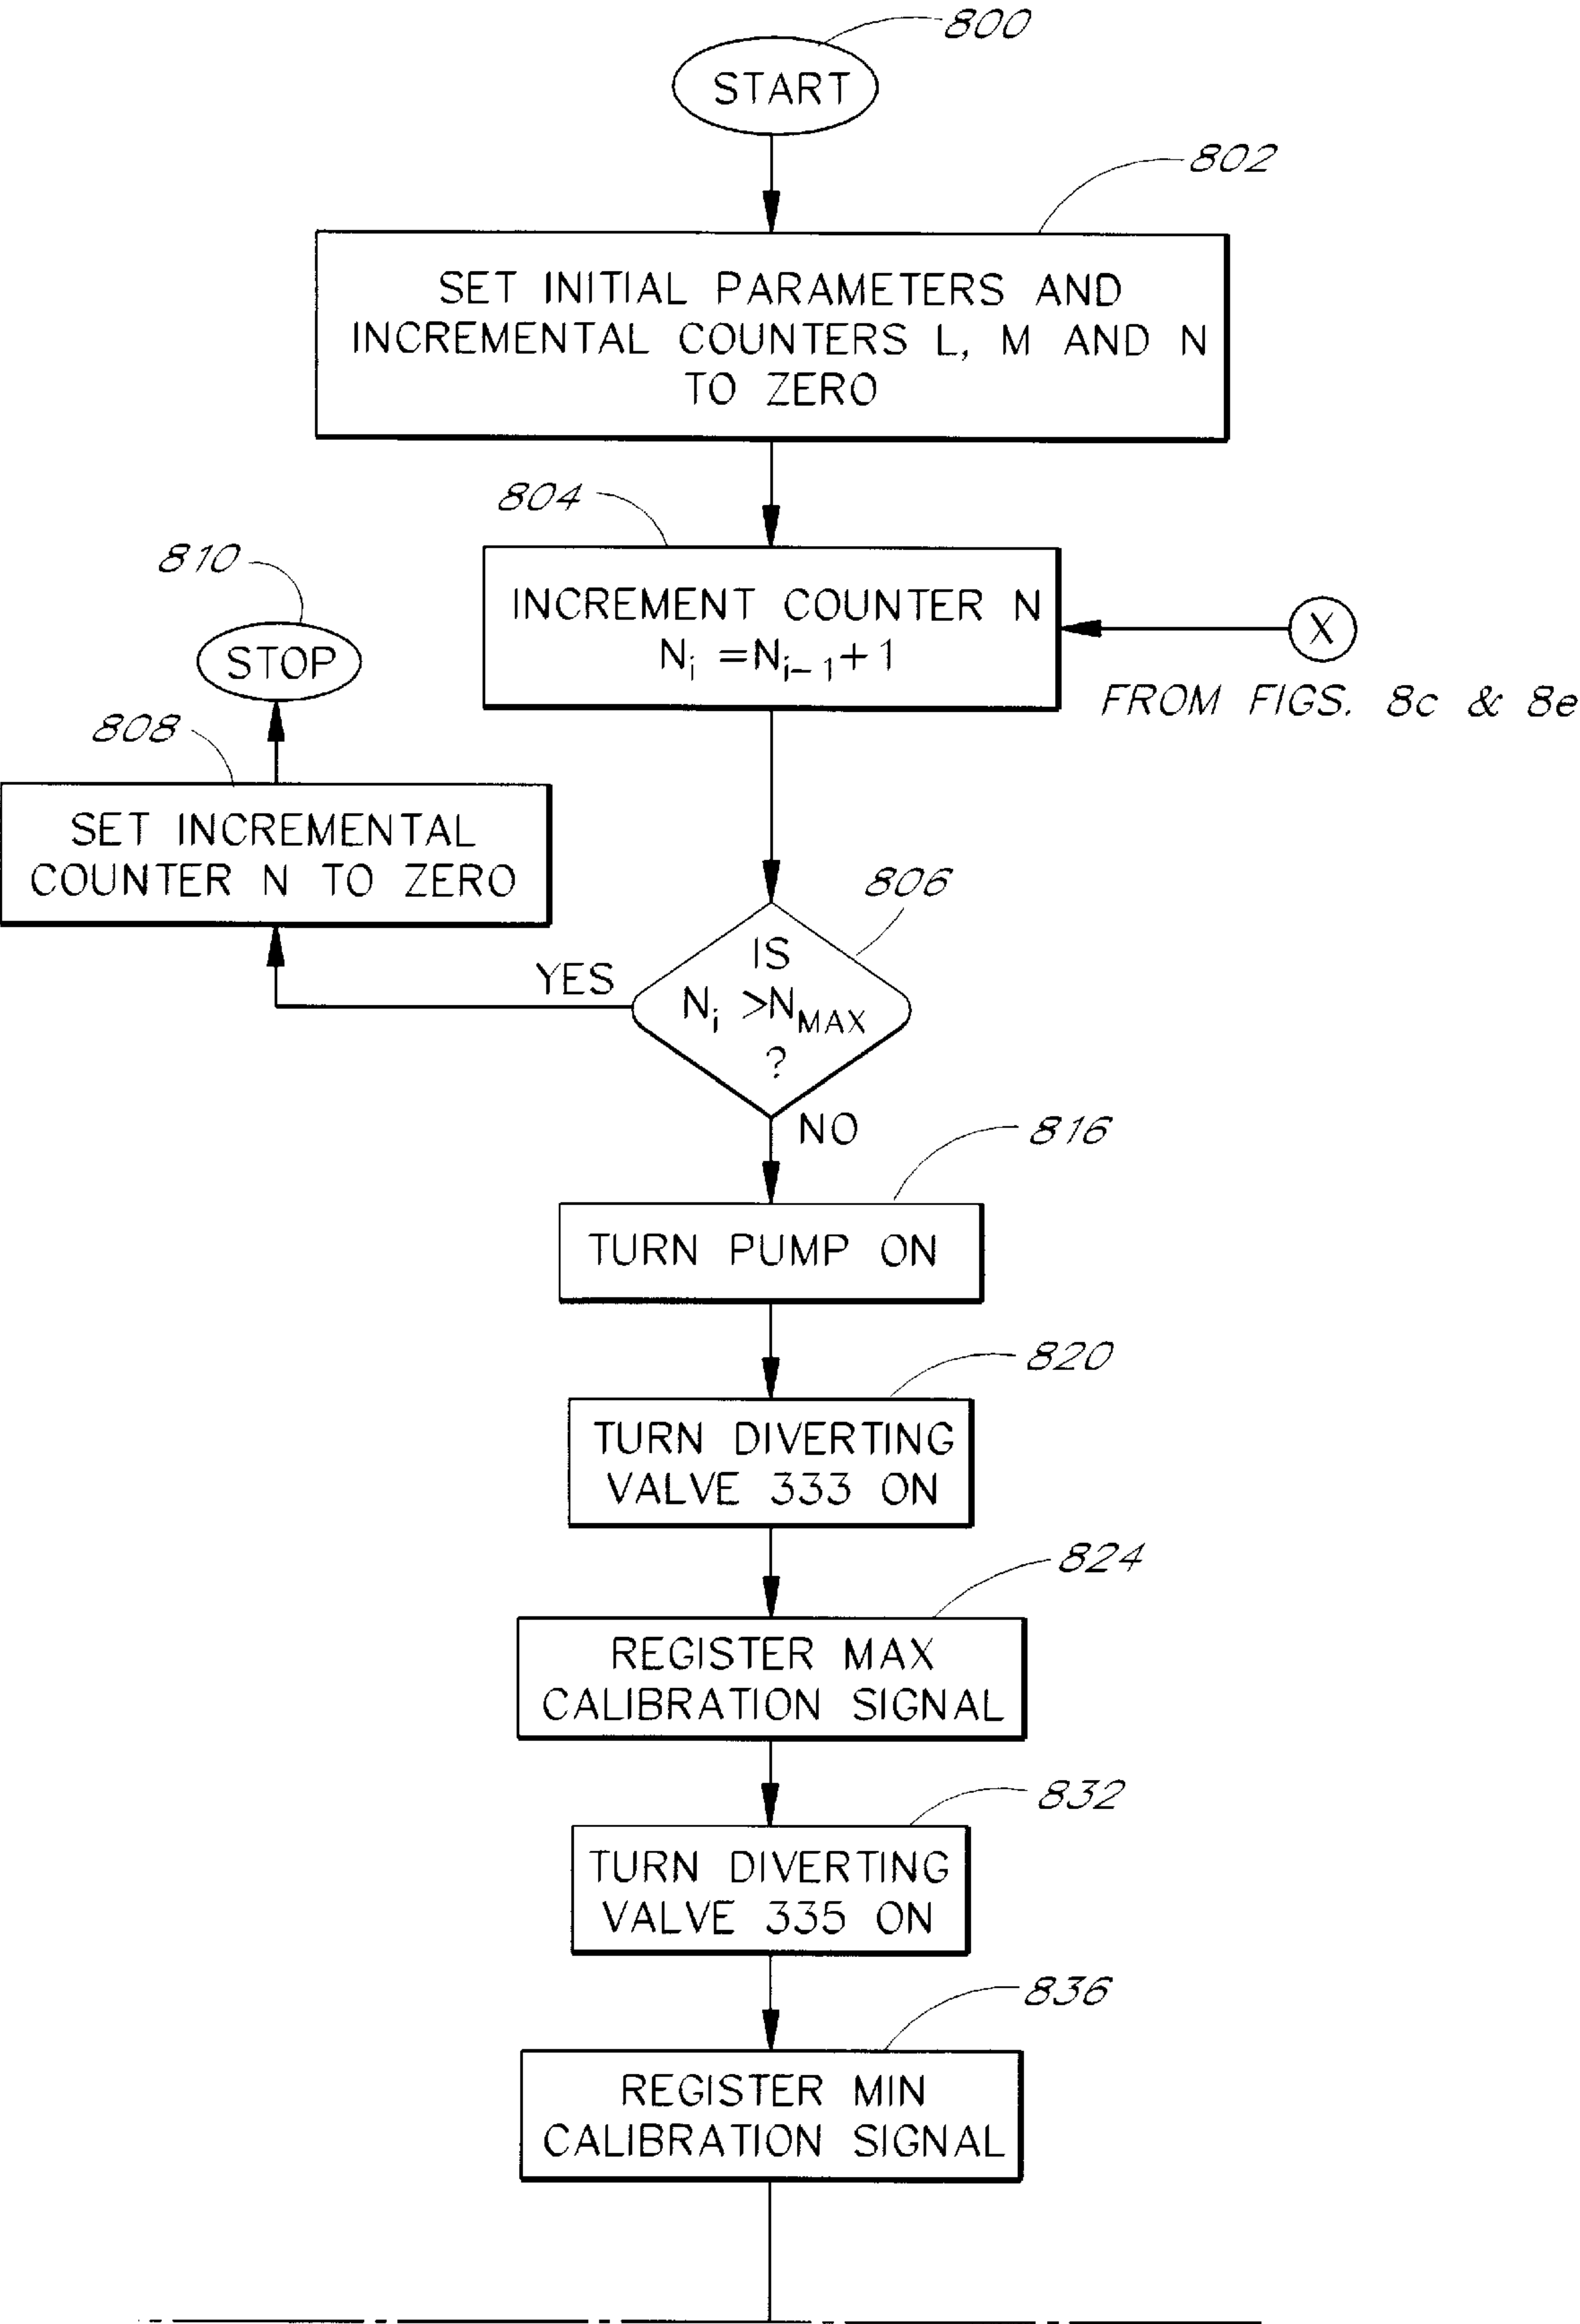 800
START
802
SET INITIAL PARAMETERS AND
INCREMENTAL COUNTERS L, M AND N
TO ZERO
804
INCREMENT COUNTER N
Nᵢ =Nᵢ₋₁+1
X
FROM FIGS. 8c & 8e
810
STOP
808
SET INCREMENTAL
COUNTER N TO ZERO
806
IS
Nᵢ >N_MAX
?
YES
NO
816
TURN PUMP ON
820
TURN DIVERTING
VALVE 333 ON
824
REGISTER MAX
CALIBRATION SIGNAL
832
TURN DIVERTING
VALVE 335 ON
836
REGISTER MIN
CALIBRATION SIGNAL